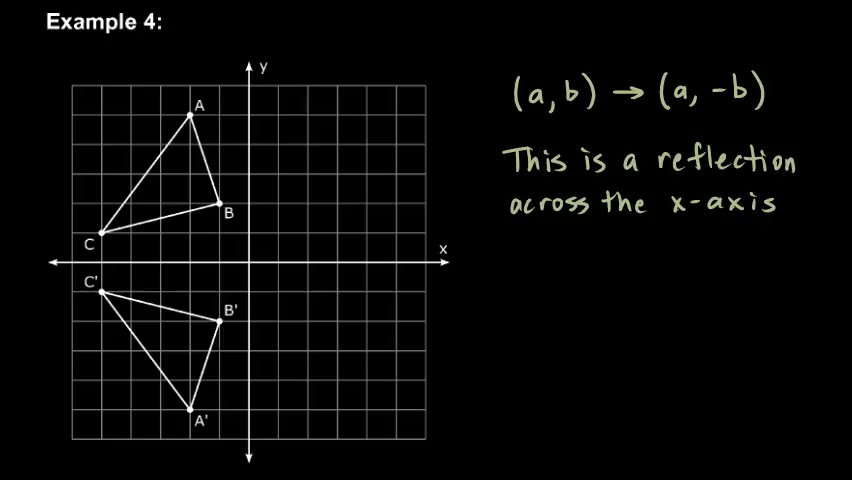 Example 4:
y
(a, b) → (a, -b)
A
This is a reflection
across the x-axis
B
C
x
C'
B'
A'